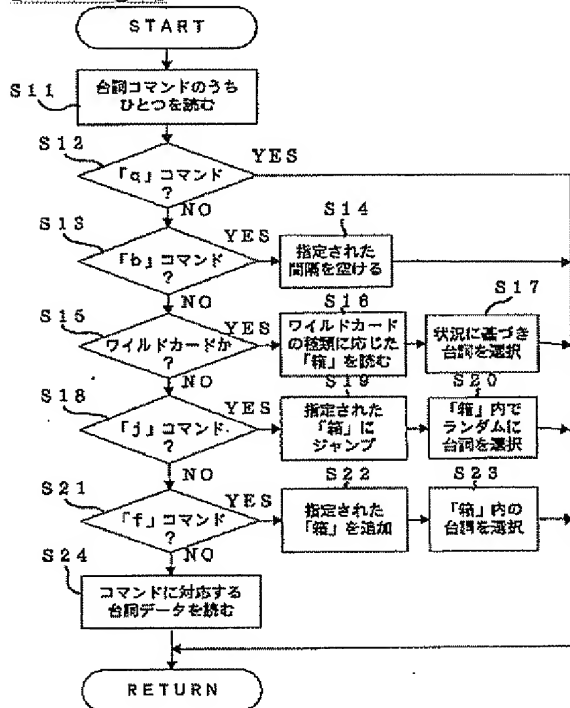 START
S11
台詞コマンドのうち
ひとつを読む
S12
「q」コマンド
?
YES
NO
S13
「b」コマンド
?
YES
S14
指定された
間隔を空ける
NO
S15
ワイルドカードか
?
YES
S16
ワイルドカード
の種類に応じた
「箱」を読む
S17
状況に基づき
台詞を選択
NO
S18
「j」コマンド
?
YES
S19
指定された
「箱」に
ジャンプ
S20
「箱」内で
ランダムに
台詞を選択
NO
S21
「f」コマンド
?
YES
S22
指定された
「箱」を追加
S23
「箱」内の
台詞を選択
NO
S24
コマンドに対応する
台詞データを読む
RETURN